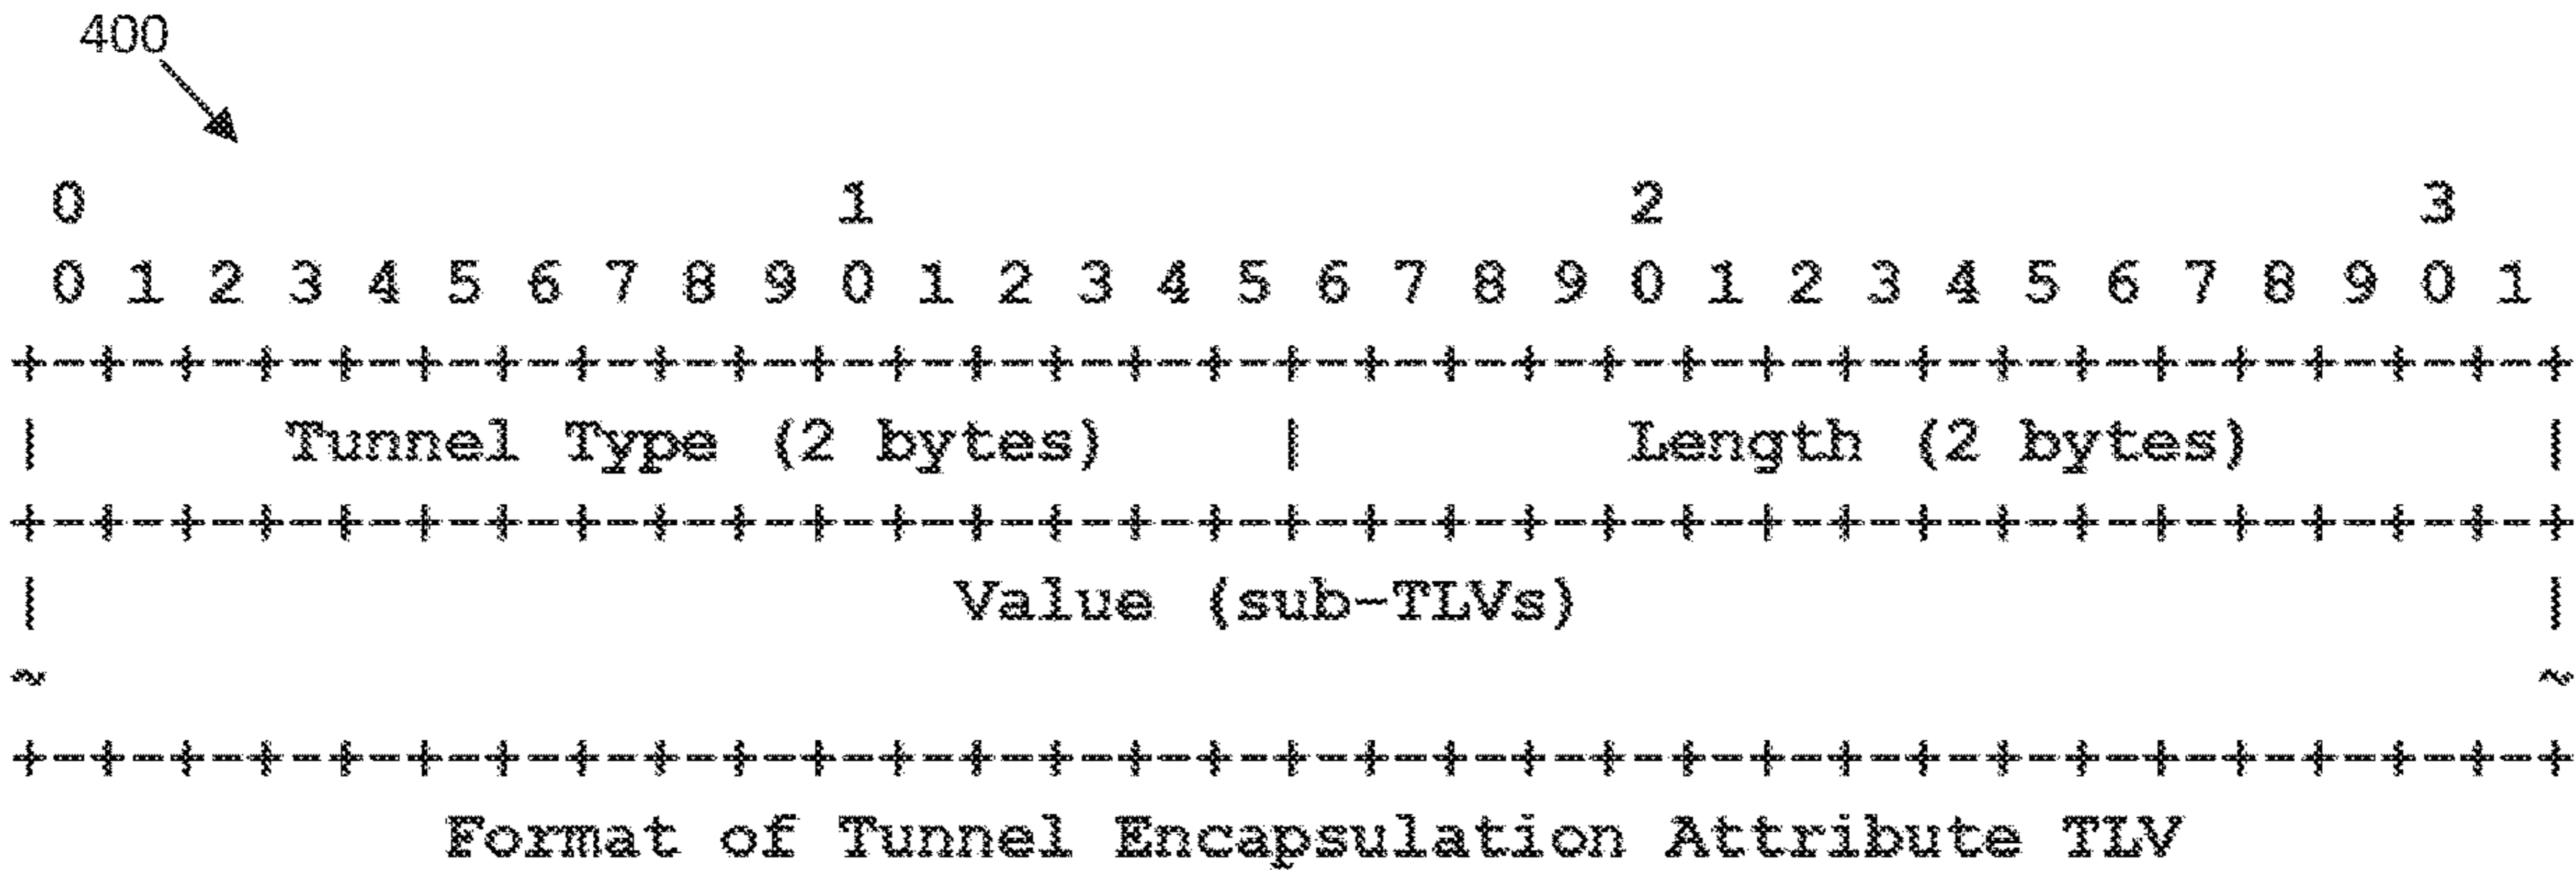 400
0 1 2 3
0 1 2 3 4 5 6 7 8 9 0 1 2 3 4 5 6 7 8 9 0 1 2 3 4 5 6 7 8 9 0 1
+-+-+-+-+-+-+-+-+-+-+-+-+-+-+-+-+-+-+-+-+-+-+-+-+-+-+-+-+-+-+-+-+
| Tunnel Type (2 bytes) | Length (2 bytes) |
+-+-+-+-+-+-+-+-+-+-+-+-+-+-+-+-+-+-+-+-+-+-+-+-+-+-+-+-+-+-+-+-+
| Value (sub-TLVs) |
~ ~
+-+-+-+-+-+-+-+-+-+-+-+-+-+-+-+-+-+-+-+-+-+-+-+-+-+-+-+-+-+-+-+-+
Format of Tunnel Encapsulation Attribute TLV